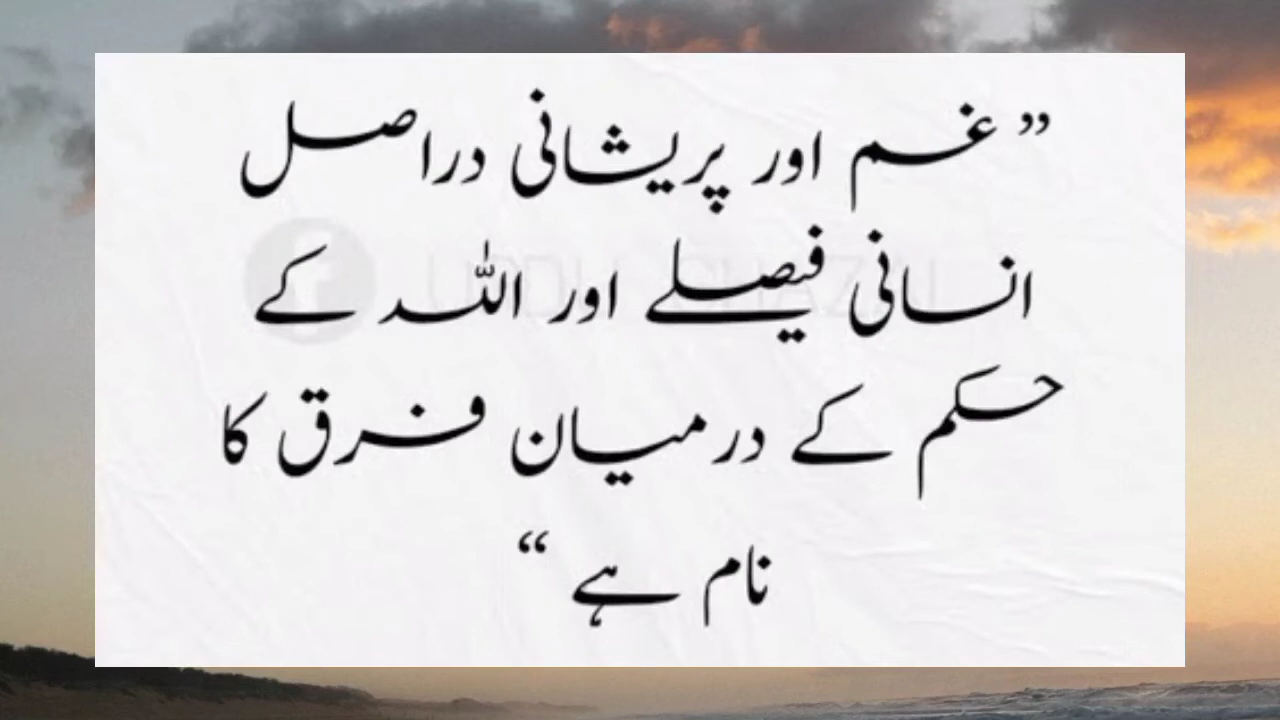 ”غم اور پریشانی دراصل
انسانی فیصلے اور اللہ کے
حکم کے درمیان فرق کا
نام ہے“